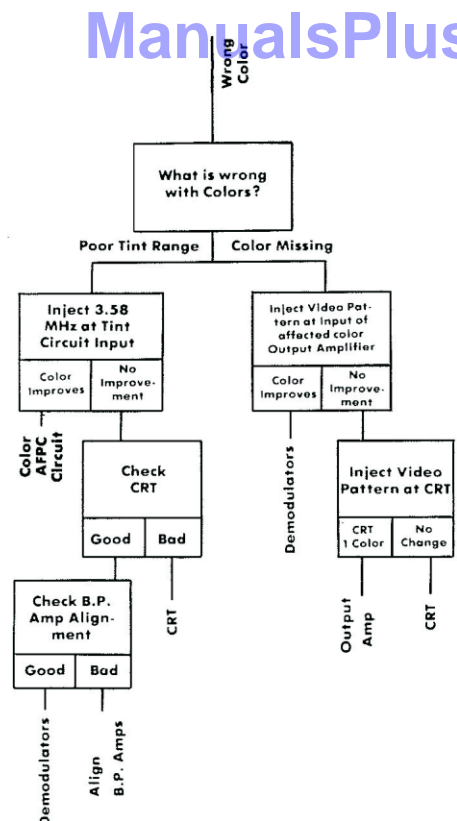 ManualsPlus
Wrong
Color
What is wrong
with Colors?
Poor Tint Range
Color Missing
Inject 3.58
MHz at Tint
Circuit Input
Color
Improves
No
Improve-
ment
Inject Video Pat-
tern at Input of
affected color
Output Amplifier
Color
Improves
No
Improve-
ment
Color
AFPC
Circuit
Check
CRT
Good
Bad
Demodulators
Inject Video
Pattern at CRT
CRT
1 Color
No
Change
Check B.P.
Amp Align-
ment
Good
Bad
CRT
Output
Amp
CRT
Demodulators
Align
B.P. Amps